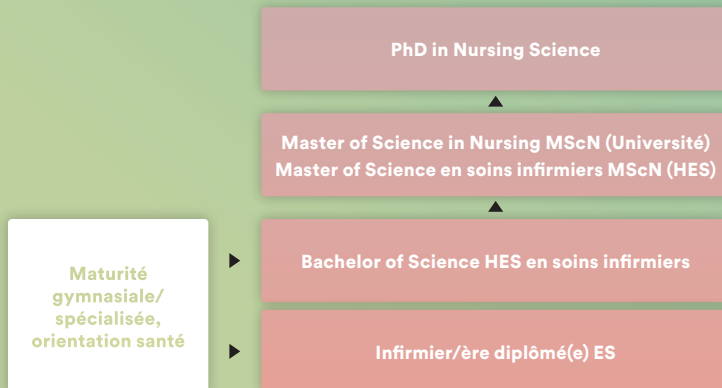 PhD in Nursing Science
Master of Science in Nursing MScN (Université)
Master of Science en soins infirmiers MScN (HES)
Maturité
gymnasiale/
spécialisée,
orientation santé
Bachelor of Science HES en soins infirmiers
Infirmier/ère diplômé(e) ES